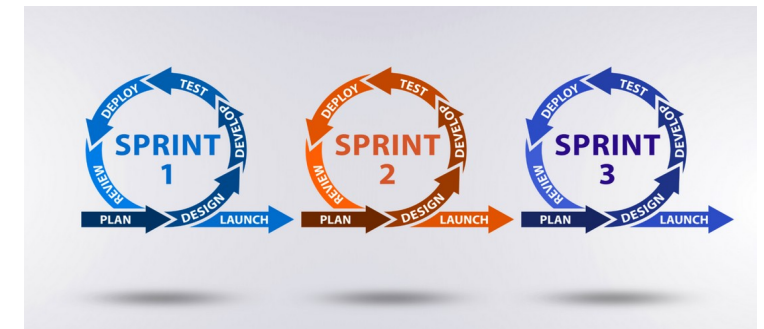 DEPLOY
TEST
DEVELOP
SPRINT
1
REVIEW
PLAN
DESIGN
LAUNCH
DEPLOY
TEST
DEVELOP
SPRINT
2
REVIEW
PLAN
DESIGN
LAUNCH
DEPLOY
TEST
DEVELOP
SPRINT
3
REVIEW
PLAN
DESIGN
LAUNCH